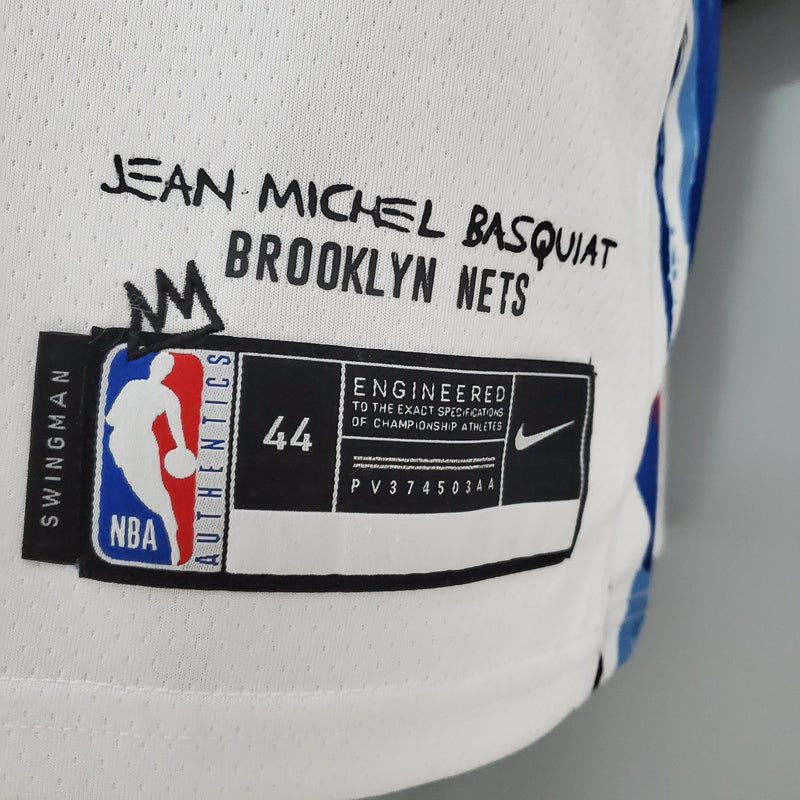 JEAN MICHEL BASQUIAT
BROOKLYN NETS
SWINGMAN
NBA
AUTHENTICS
44
ENGINEERED
TO THE EXACT SPECIFICATIONS
OF CHAMPIONSHIP ATHLETES
PV374503AA